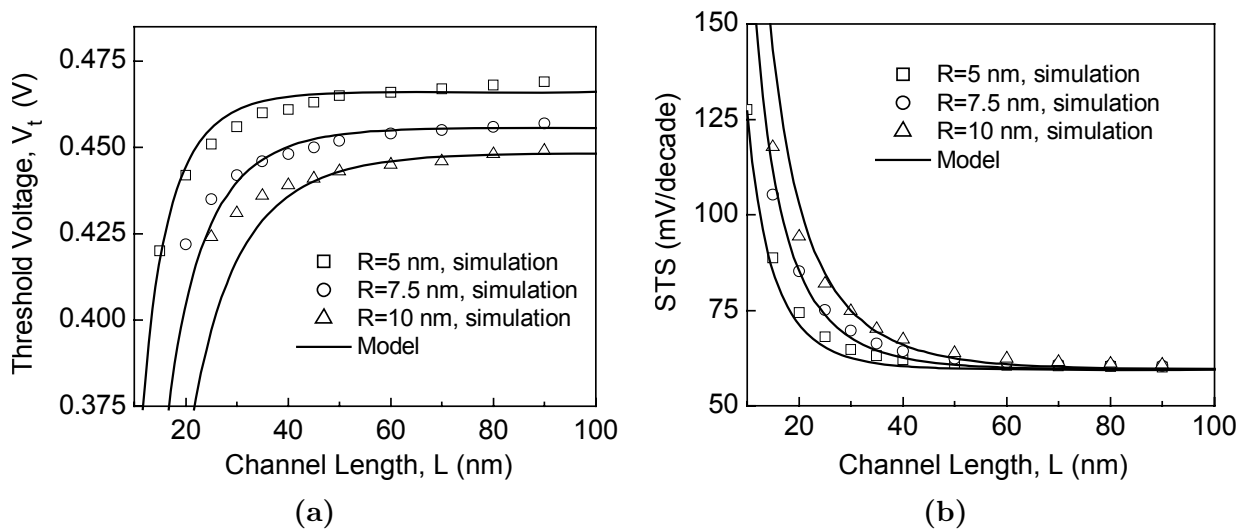 0.475
0.450
0.425
0.400
0.375
Threshold Voltage, V_t (V)
R=5 nm, simulation
R=7.5 nm, simulation
R=10 nm, simulation
Model
20 40 60 80 100
Channel Length, L (nm)
(a)
150
125
100
75
50
STS (mV/decade)
R=5 nm, simulation
R=7.5 nm, simulation
R=10 nm, simulation
Model
20 40 60 80 100
Channel Length, L (nm)
(b)